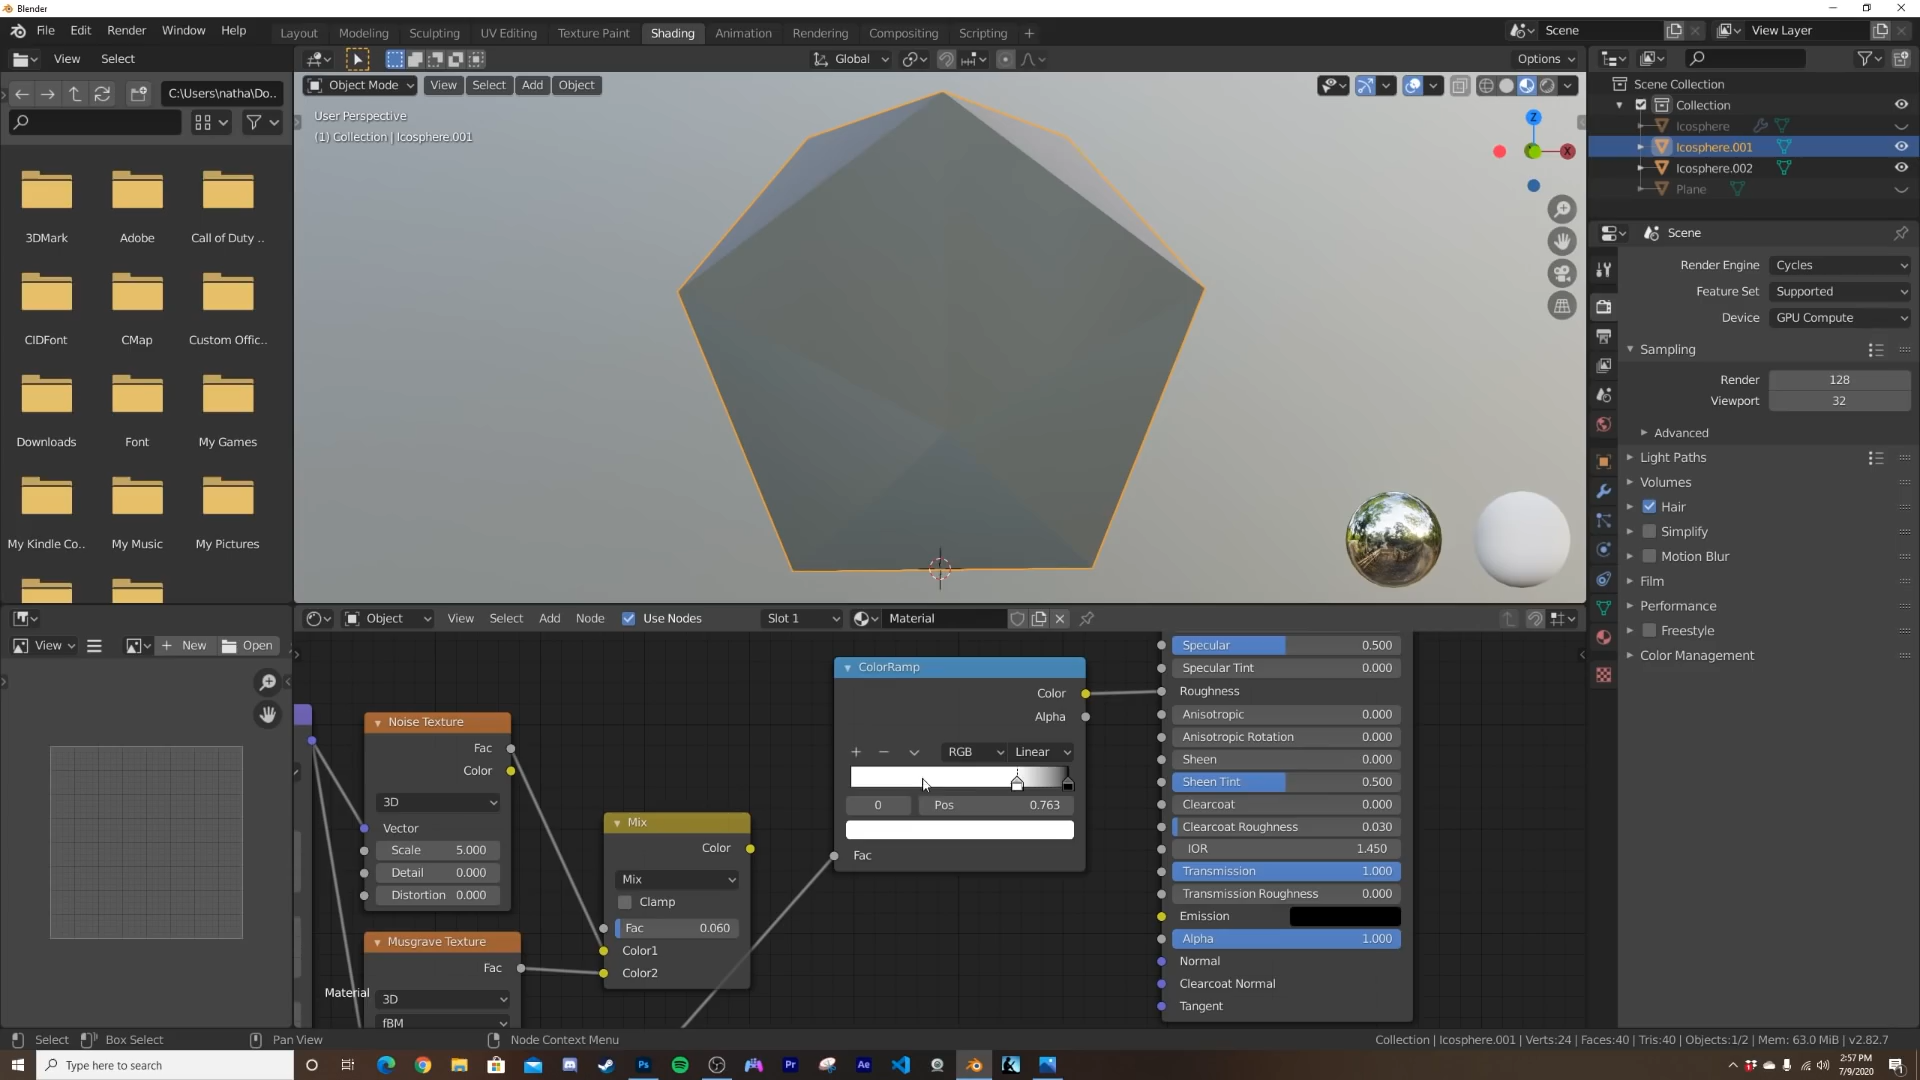 Blender
File Edit Render Window Help
Layout Modeling Sculpting UV Editing Texture Paint Shading Animation Rendering Compositing Scripting +
Scene
View Layer
View Select
Global
Options
C:\Users\natha\Do..
Object Mode View Select Add Object
User Perspective
(1) Collection | Icosphere.001
Z
X
3DMark Adobe Call of Duty ..
CIDFont CMap Custom Offic..
Downloads Font My Games
My Kindle Co.. My Music My Pictures
Scene Collection
Collection
Icosphere
Icosphere.001
Icosphere.002
Plane
Scene
Render Engine Cycles
Feature Set Supported
Device GPU Compute
Sampling
Render 128
Viewport 32
Advanced
Light Paths
Volumes
Hair
Simplify
Motion Blur
Film
Performance
Freestyle
Color Management
View + New Open
Object View Select Add Node Use Nodes Slot 1 Material
Noise Texture
Fac
Color
3D
Vector
Scale 5.000
Detail 0.000
Distortion 0.000
Musgrave Texture
Fac
3D
fBM
Material
Mix
Color
Mix
Clamp
Fac 0.060
Color1
Color2
ColorRamp
Color
Alpha
+ − RGB Linear
0 Pos 0.763
Fac
Specular 0.500
Specular Tint 0.000
Roughness
Anisotropic 0.000
Anisotropic Rotation 0.000
Sheen 0.000
Sheen Tint 0.500
Clearcoat 0.000
Clearcoat Roughness 0.030
IOR 1.450
Transmission 1.000
Transmission Roughness 0.000
Emission
Alpha 1.000
Normal
Clearcoat Normal
Tangent
Select Box Select Pan View Node Context Menu
Collection | Icosphere.001 | Verts:24 | Faces:40 | Tris:40 | Objects:1/2 | Mem: 63.0 MiB | v2.82.7
Type here to search
Ps Pr Ae
2:57 PM
7/9/2020